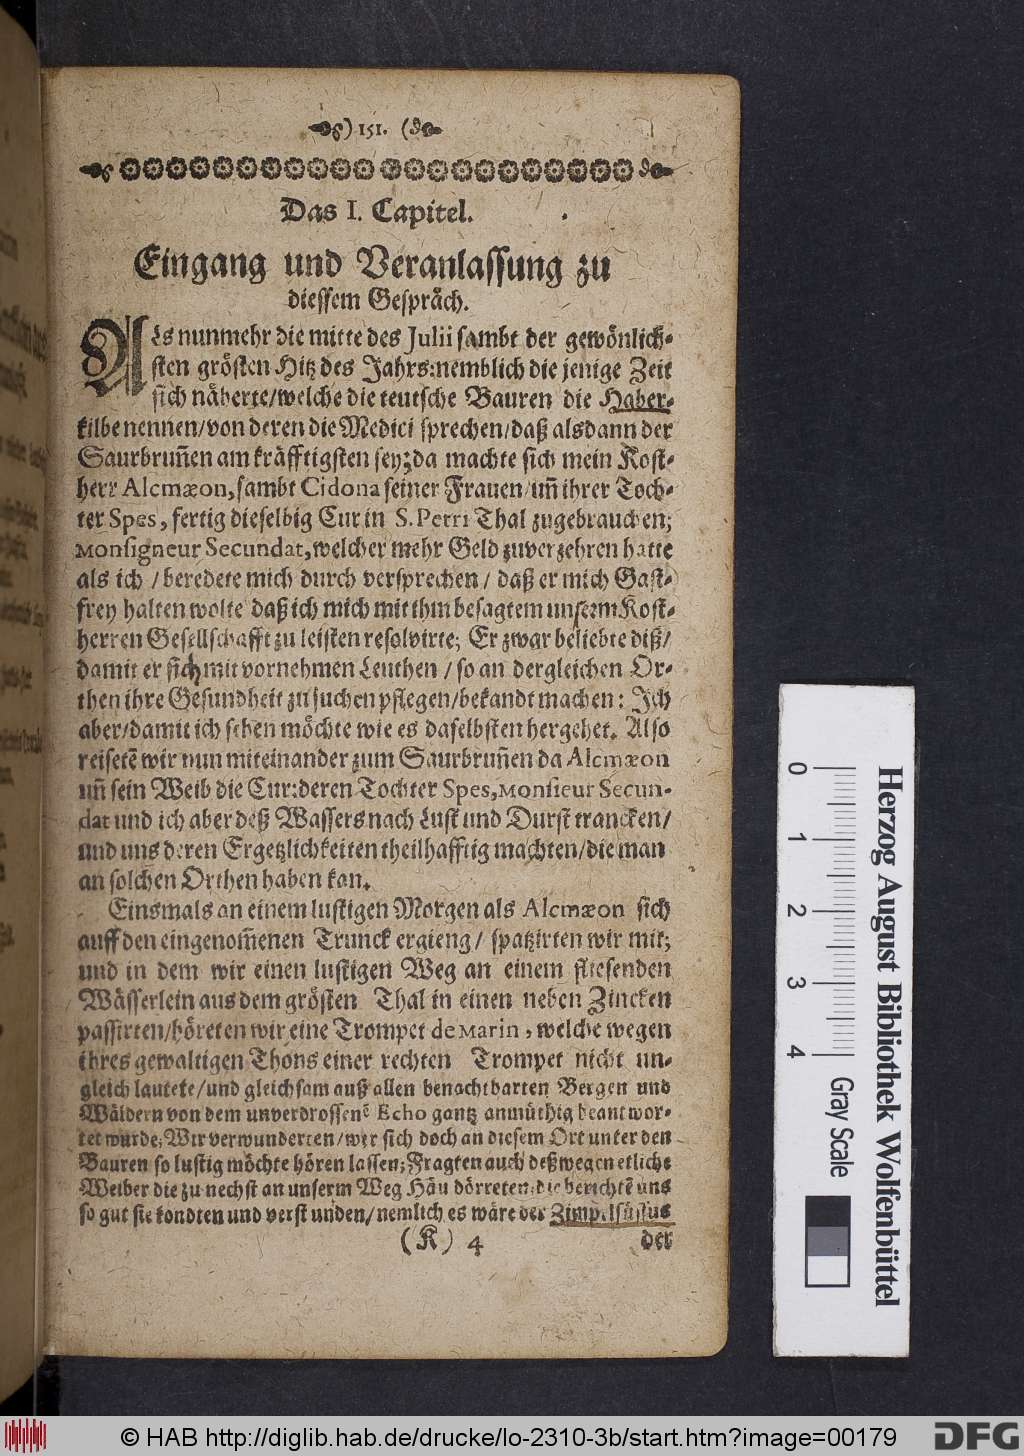 ) 151. (
Das I. Capitel.
Eingang und Veranlassung zu
diessem Gespräch.
ALs nunmehr die mitte des Julii sambt der gewönlich-
sten grösten Hitz des Jahrs: nemblich die jenige Zeit
sich näherte/welche die teutsche Bauren die Haber-
kilbe nennen/von deren die Medici sprechen/daß alsdann der
Saurbruñen am kräfftigsten sey; da machte sich mein Kost-
herr Alcmæon, sambt Cidona seiner Frauen/uñ ihrer Toch-
ter Spes, fertig dieselbig Cur in S. Petri Thal zugebrauchen;
Monsigneur Secundat, welcher mehr Geld zuverzehren hatte
als ich / beredete mich durch versprechen / daß er mich Gast-
frey halten wolte daß ich mich mit ihm besagtem unserm Kost-
herren Gesellschafft zu leisten resolvirte; Er zwar beliebte diß/
damit er sich mit vornehmen Leuthen / so an dergleichen Or-
then ihre Gesundheit zu suchen pflegen/bekandt machen: Ich
aber/damit ich sehen möchte wie es daselbsten hergehet. Also
reisetẽ wir nun miteinander zum Saurbruñen da Alcmæon
uñ sein Weib die Cur: deren Tochter Spes, Monsieur Secun-
dat und ich aber deß Wassers nach Lust und Durst trancken/
und uns deren Ergetzlichkeiten theilhafftig machten/die man
an solchen Orthen haben kan.
Einsmals an einem lustigen Morgen als Alcmæon sich
auff den eingenom̃enen Trunck ergieng/ spatzirten wir mit;
und in dem wir einen lustigen Weg an einem fliesenden
Wässerlein aus dem grösten Thal in einen neben Zincken
passirten/höreten wir eine Trompet de Marin, welche wegen
ihres gewaltigen Thons einer rechten Trompet nicht un-
gleich lautete/und gleichsam auß allen benachtbarten Bergen und
Wäldern von dem unverdrossenẽ Echo gantz anmüthig beantwor-
tet wurde; Wir verwunderten/wer sich doch an diesem Ort unter den
Bauren so lustig möchte hören lassen; Fragten auch deßwegen etliche
Weiber die zu nechst an unserm Weg Häu dörreten; die berichtẽ uns
so gut sie kondten und verstunden/nemlich es wäre der Zimpelsüssus
(K) 4 der
Herzog August Bibliothek Wolfenbüttel
0 1 2 3 4
Gray Scale
© HAB http://diglib.hab.de/drucke/lo-2310-3b/start.htm?image=00179
DFG